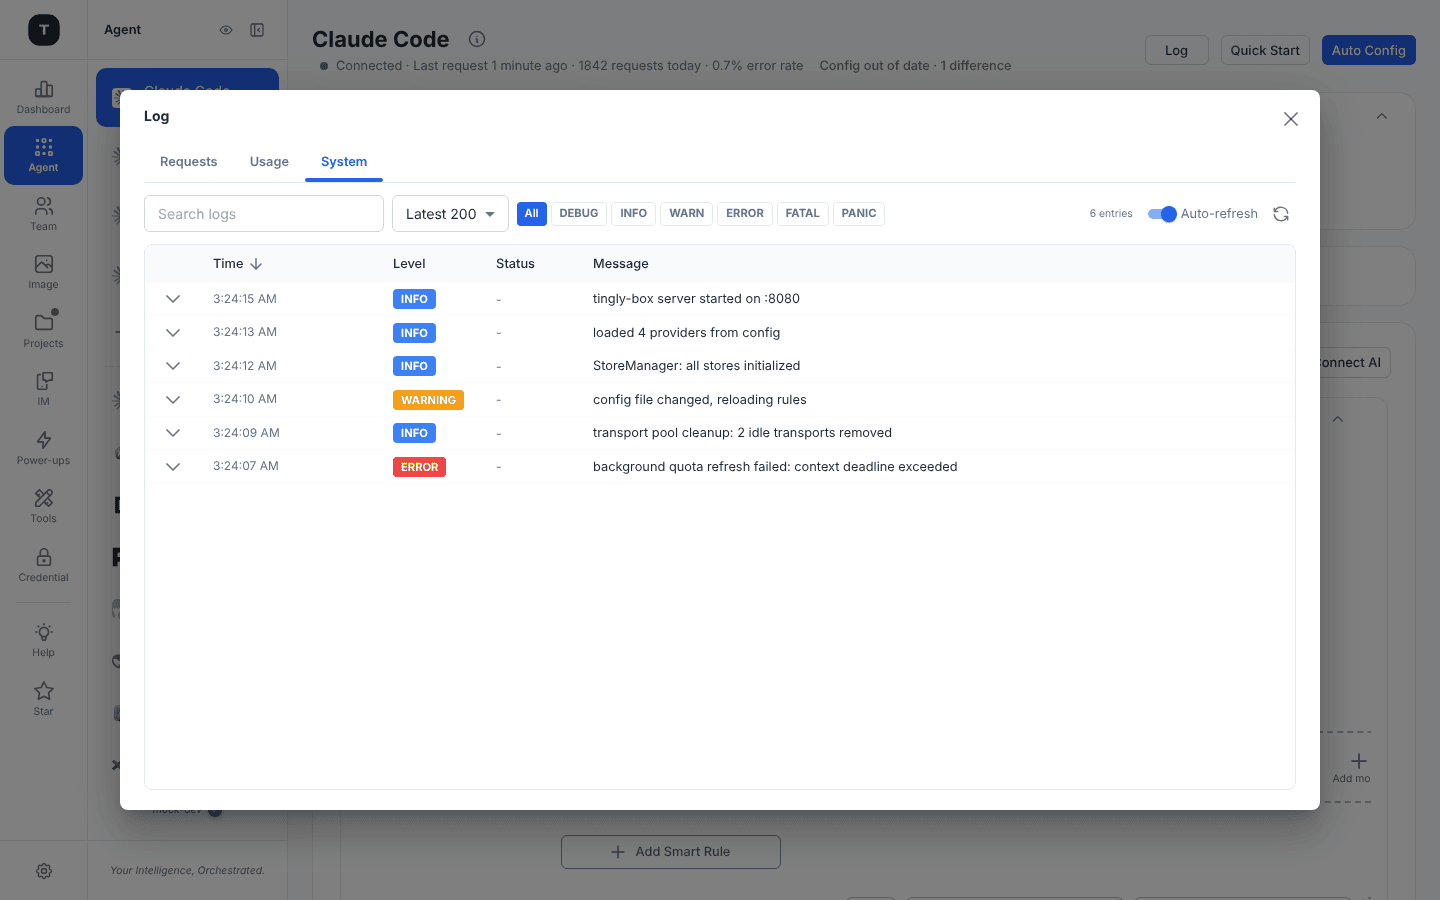 T
Agent
Claude Code
Connected · Last request 1 minute ago · 1842 requests today · 0.7% error rate
Config out of date · 1 difference
Log
Quick Start
Auto Config
Dashboard
Agent
Team
Image
Projects
IM
Power-ups
Tools
Credential
Help
Star
Claude Code
Log
Requests
Usage
System
Search logs
Latest 200
All
DEBUG
INFO
WARN
ERROR
FATAL
PANIC
6 entries
Auto-refresh
Time
Level
Status
Message
3:24:15 AM INFO - tingly-box server started on :8080
3:24:13 AM INFO - loaded 4 providers from config
3:24:12 AM INFO - StoreManager: all stores initialized
3:24:10 AM WARNING - config file changed, reloading rules
3:24:09 AM INFO - transport pool cleanup: 2 idle transports removed
3:24:07 AM ERROR - background quota refresh failed: context deadline exceeded
Connect AI
Add mo
Add Smart Rule
mock-dev
Your Intelligence, Orchestrated.